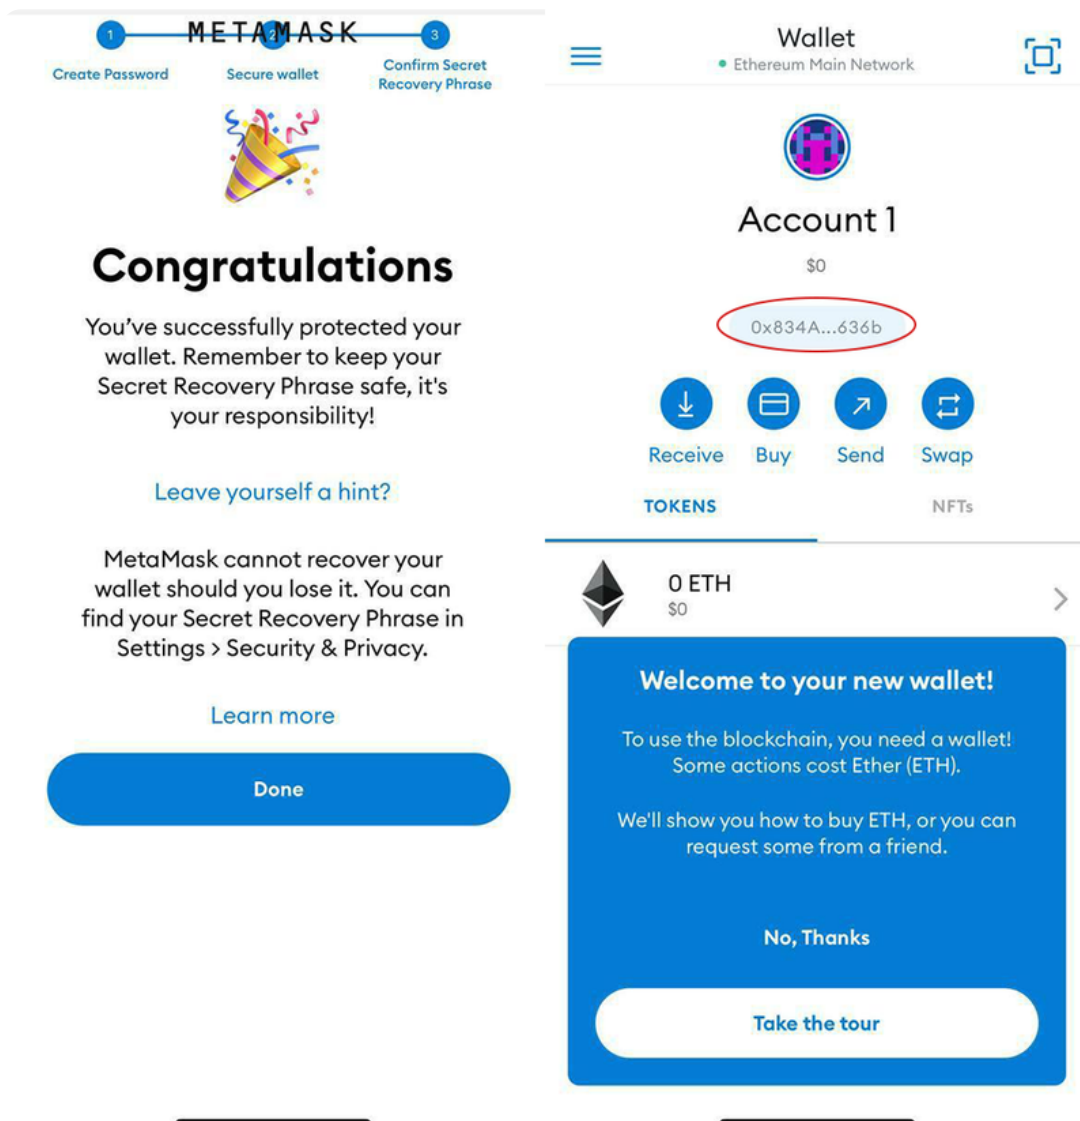 METAMASK
1
2
3
Create Password
Secure wallet
Confirm Secret
Recovery Phrase
Congratulations
You've successfully protected your
wallet. Remember to keep your
Secret Recovery Phrase safe, it's
your responsibility!
Leave yourself a hint?
MetaMask cannot recover your
wallet should you lose it. You can
find your Secret Recovery Phrase in
Settings > Security & Privacy.
Learn more
Done
Wallet
Ethereum Main Network
Account 1
$0
0x834A...636b
Receive
Buy
Send
Swap
TOKENS
NFTs
0 ETH
$0
Welcome to your new wallet!
To use the blockchain, you need a wallet!
Some actions cost Ether (ETH).
We'll show you how to buy ETH, or you can
request some from a friend.
No, Thanks
Take the tour